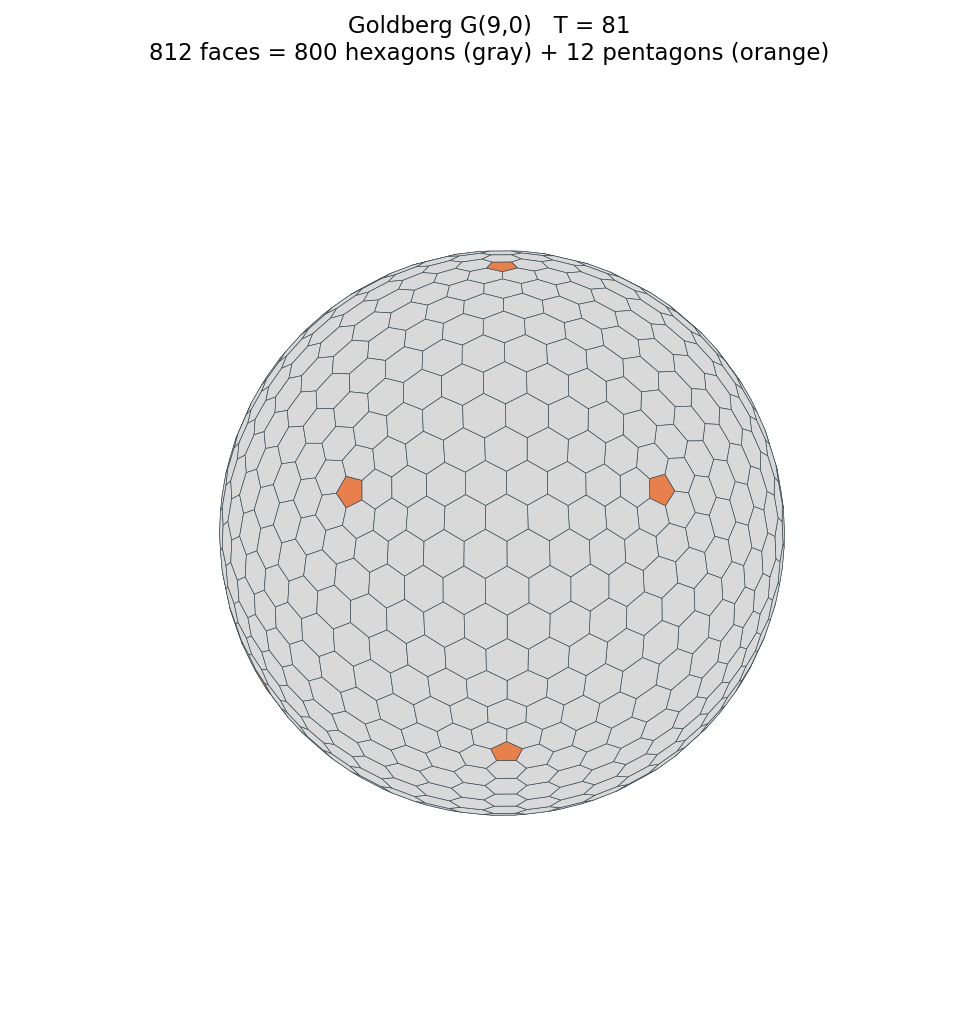 Goldberg G(9,0)   T = 81
812 faces = 800 hexagons (gray) + 12 pentagons (orange)